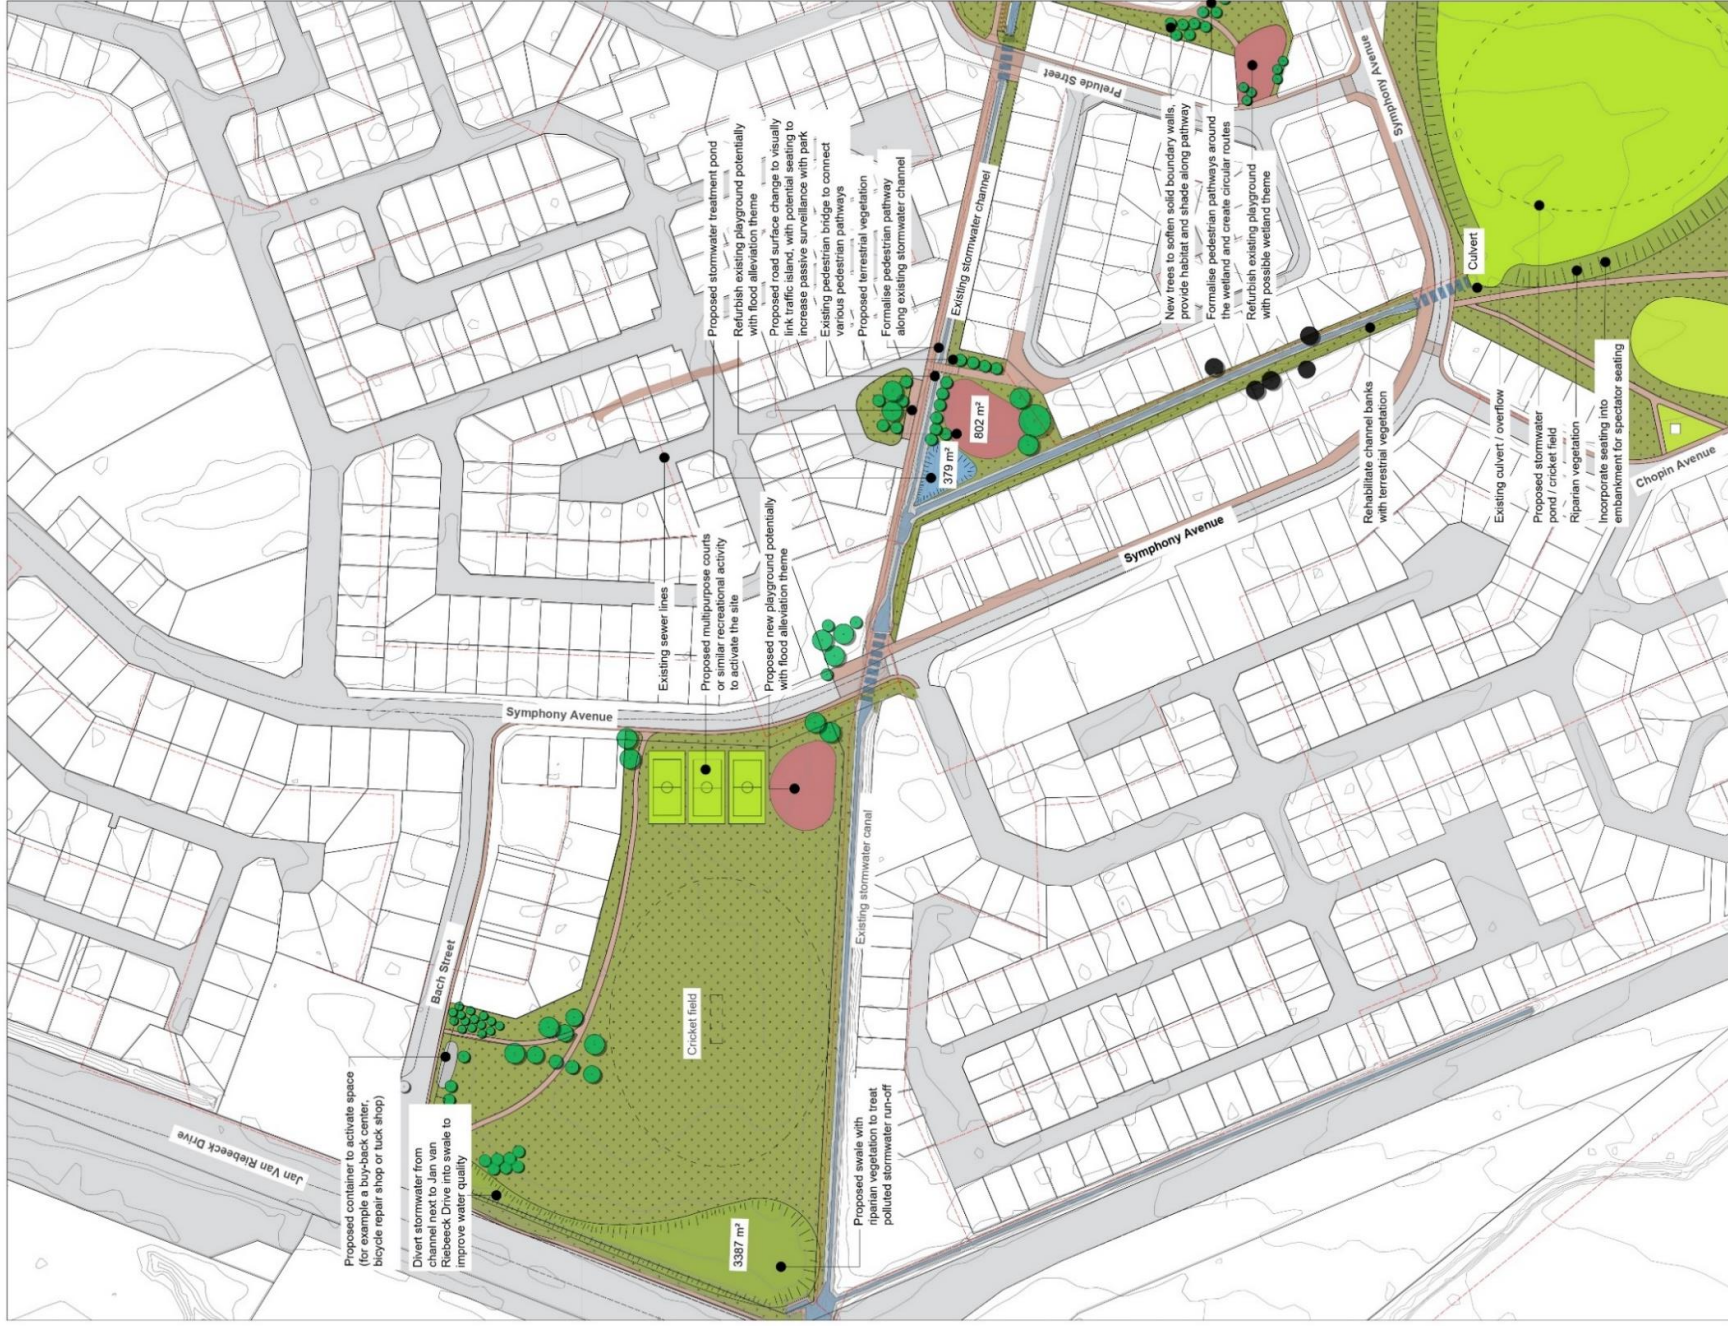 Proposed stormwater treatment pond
Refurbish existing playground potentially
with flood alleviation theme
Proposed road surface change to visually
link traffic island, with potential seating to
increase passive surveillance with park
Existing pedestrian bridge to connect
various pedestrian pathways
Proposed terrestrial vegetation
Formalise pedestrian pathway
along existing stormwater channel
Existing stormwater channel
Prelude Street
New trees to soften solid boundary walls,
provide habitat and shade along pathway
Formalise pedestrian pathways around
the wetland and create circular routes
Refurbish existing playground
with possible wetland theme
Symphony Avenue
Culvert
802 m²
379 m²
Existing sewer lines
Proposed multipurpose courts
or similar recreational activity
to activate the site
Proposed new playground potentially
with flood alleviation theme
Symphony Avenue
Symphony Avenue
Rehabilitate channel banks
with terrestrial vegetation
Existing culvert / overflow
Proposed stormwater
pond / cricket field
Riparian vegetation
Incorporate seating into
embankment for spectator seating
Chopin Avenue
Bach Street
Existing stormwater canal
Cricket field
Jan Van Riebeeck Drive
Proposed container to activate space
(for example a buy-back center,
bicycle repair shop or tuck shop)
Divert stormwater from
channel next to Jan van
Riebeeck Drive into swale to
improve water quality
3387 m²
Proposed swale with
riparian vegetation to treat
polluted stormwater run-off